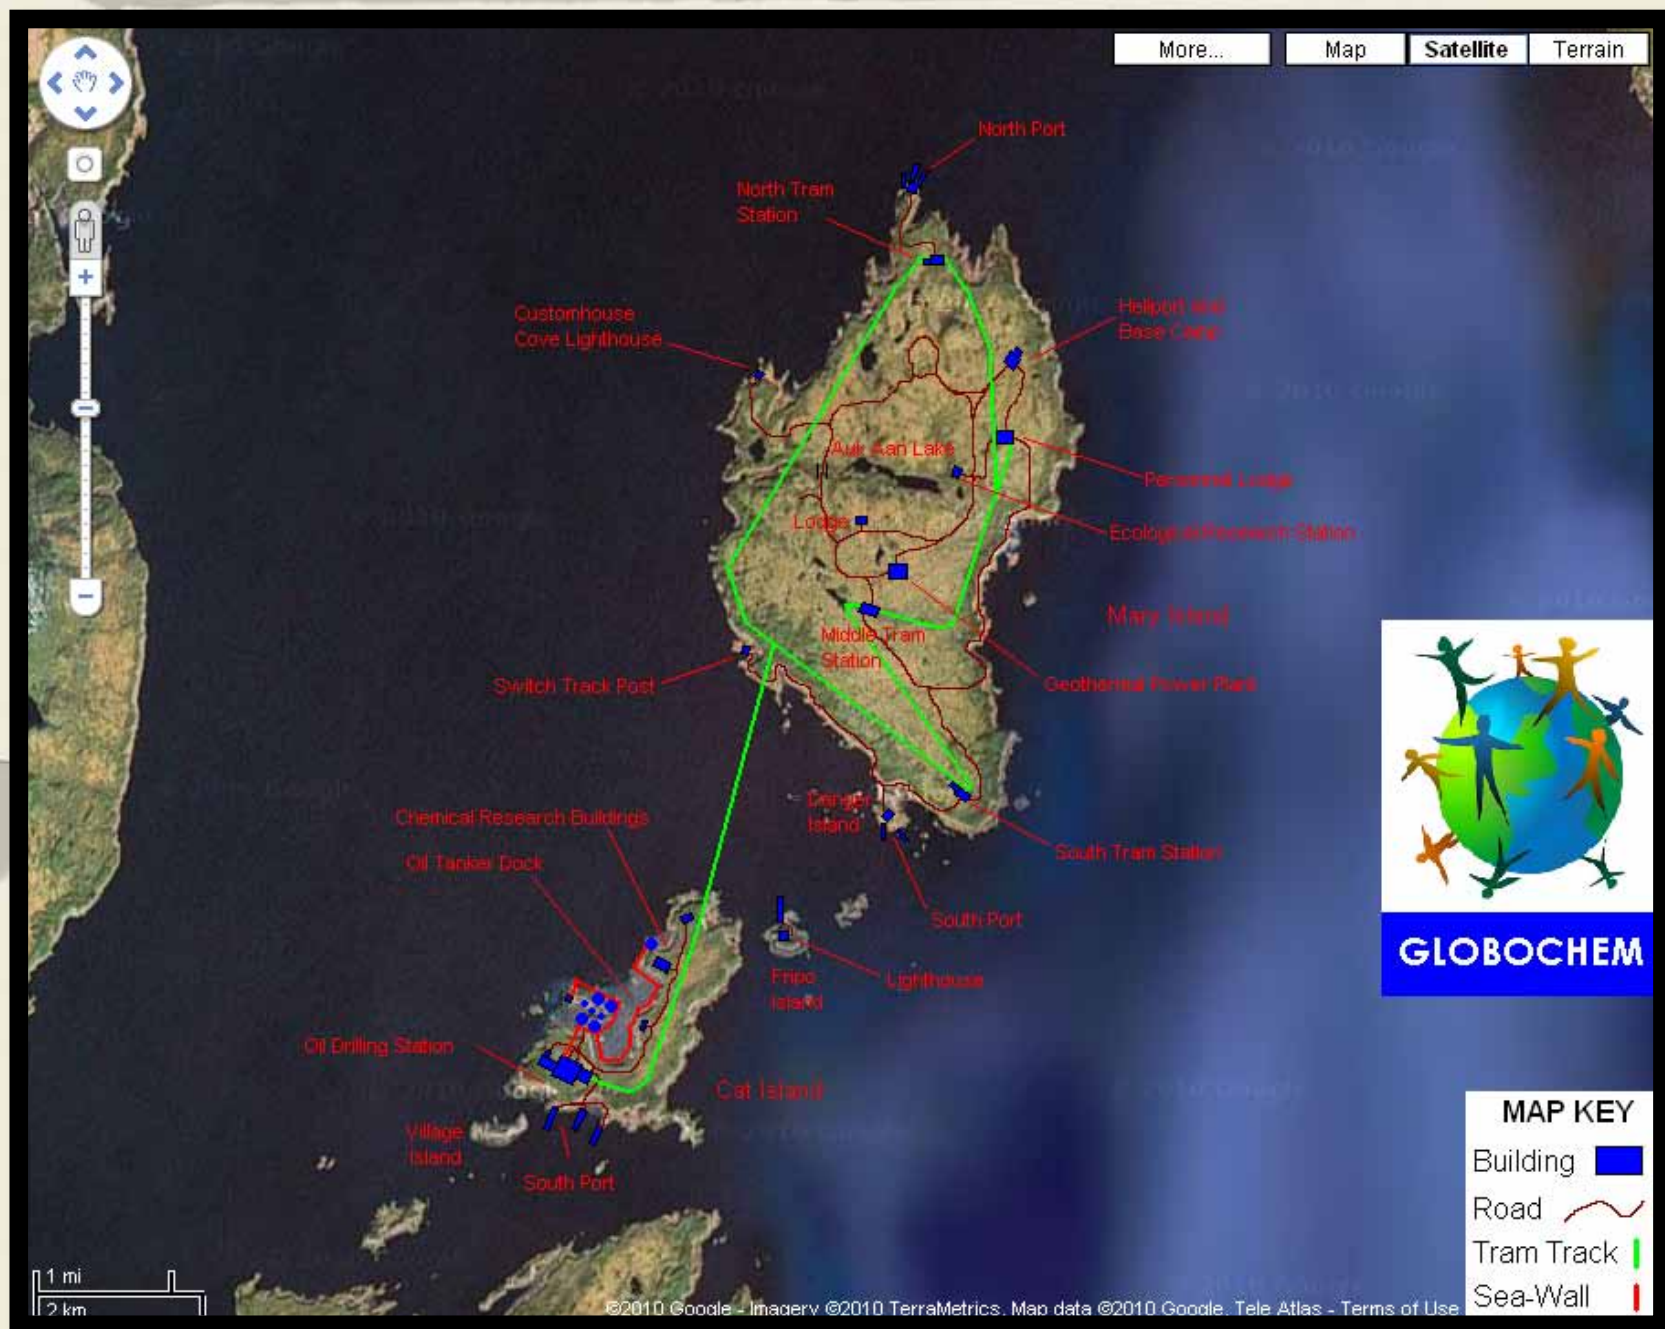 More...
Map
Satellite
Terrain
North Port
North Tram
Station
Heliport and
Base Camp
Customhouse
Cove Lighthouse
Auk Aan Lake
Perennial Lodge
Lodge
Ecological Research Station
Mary Island
Middle Tram
Station
Switch Track Post
Geothermal Power Plant
Danger
Island
Chemical Research Buildings
Oil Tanker Dock
South Tram Station
South Port
Lighthouse
Fripo
Island
Oil Drilling Station
Cat Island
Village
Island
South Port
GLOBOCHEM
MAP KEY
Building
Road
Tram Track
Sea-Wall
1 mi
2 km
©2010 Google - Imagery ©2010 TerraMetrics, Map data ©2010 Google, Tele Atlas - Terms of Use